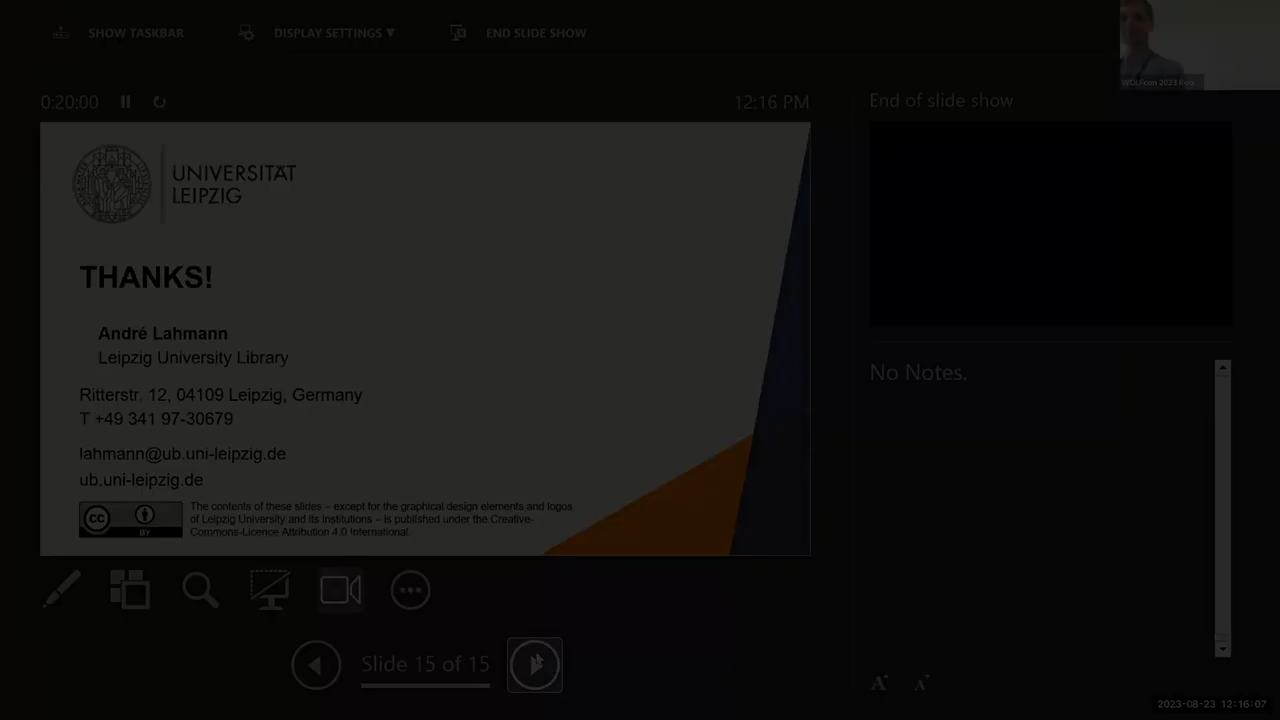 SHOW TASKBAR
DISPLAY SETTINGS ▼
END SLIDE SHOW
WOLFcon 2023
0:20:00
12:16 PM
End of slide show
UNIVERSITÄT
LEIPZIG
THANKS!
André Lahmann
Leipzig University Library
Ritterstr. 12, 04109 Leipzig, Germany
T +49 341 97-30679
lahmann@ub.uni-leipzig.de
ub.uni-leipzig.de
cc
BY
The contents of these slides – except for the graphical design elements and logos
of Leipzig University and its institutions – is published under the Creative-
Commons-Licence Attribution 4.0 International.
No Notes.
Slide 15 of 15
A
A
2023-08-23 12:16:07